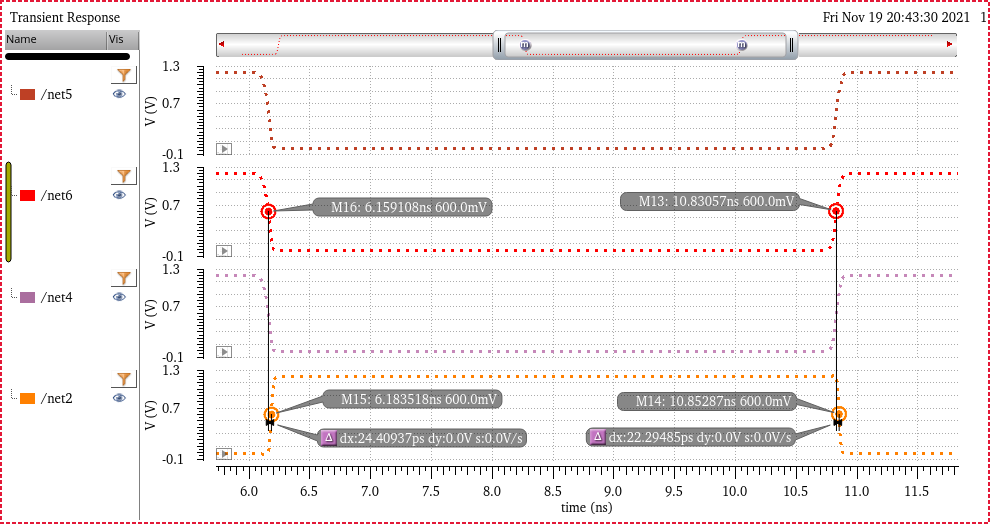 Transient Response
Fri Nov 19 20:43:30 2021 1
Name Vis
/net5
V (V)
1.3
0.7
-0.1
/net6
V (V)
1.3
0.7
-0.1
M16: 6.159108ns 600.0mV
M13: 10.83057ns 600.0mV
/net4
V (V)
1.3
0.7
-0.1
/net2
V (V)
1.3
0.7
-0.1
M15: 6.183518ns 600.0mV
M14: 10.85287ns 600.0mV
Δ dx:24.40937ps dy:0.0V s:0.0V/s
Δ dx:22.29485ps dy:0.0V s:0.0V/s
6.0 6.5 7.0 7.5 8.0 8.5 9.0 9.5 10.0 10.5 11.0 11.5
time (ns)